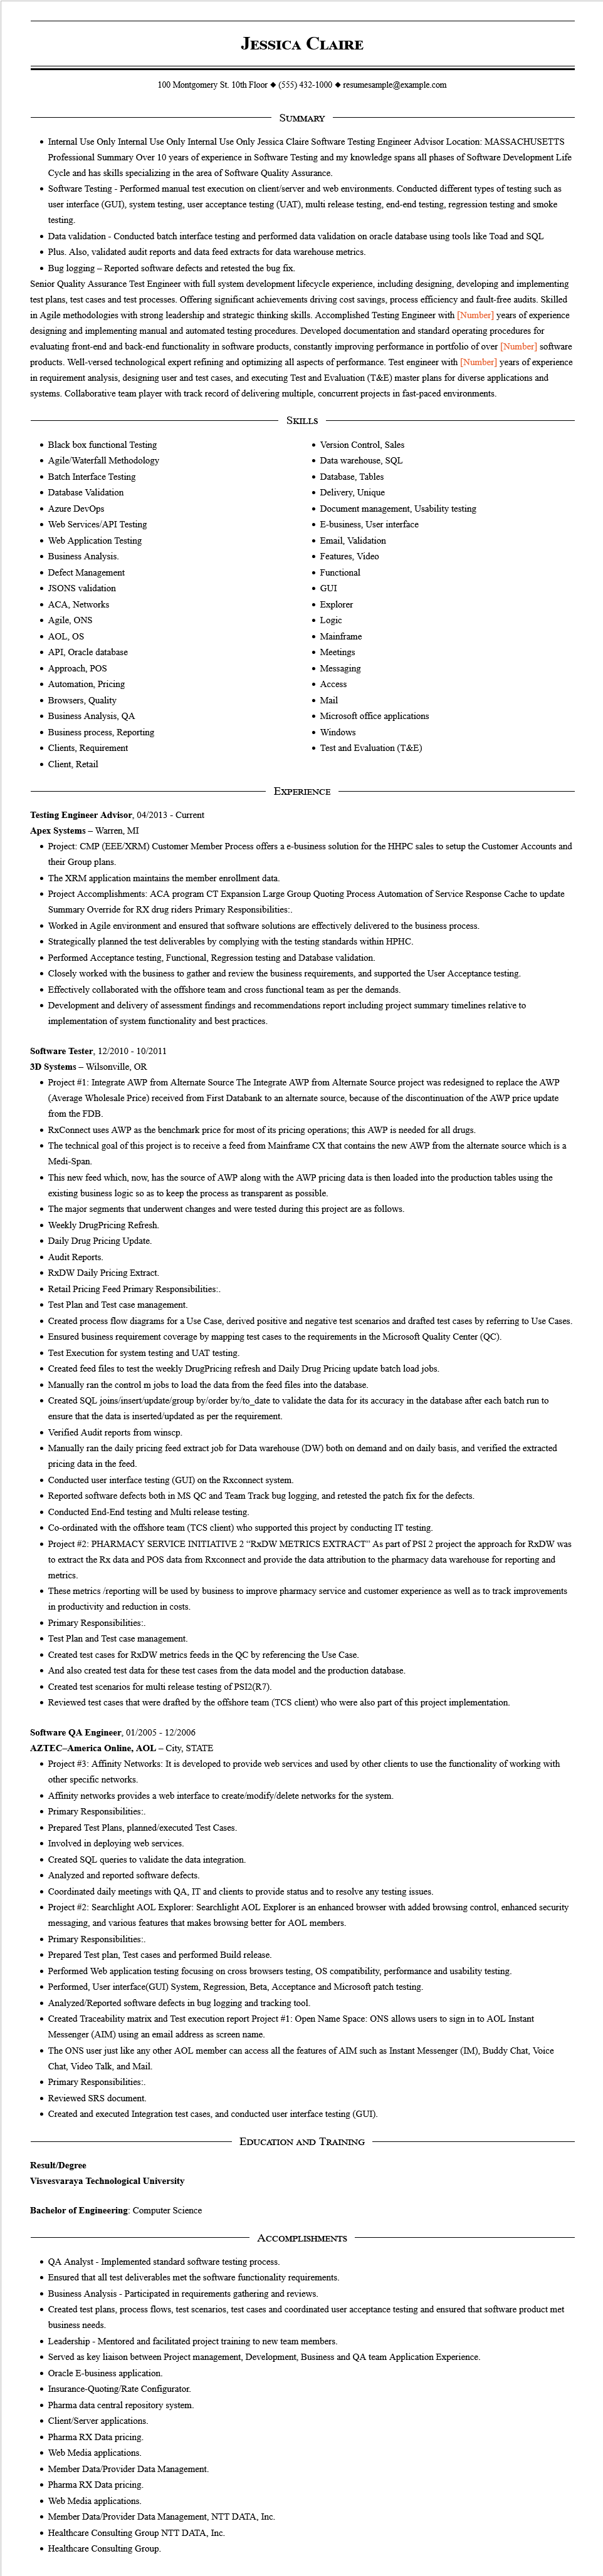 Jessica Claire
100 Montgomery St. 10th Floor ◆ (555) 432-1000 ◆ resumesample@example.com
Summary
• Internal Use Only Internal Use Only Internal Use Only Jessica Claire Software Testing Engineer Advisor Location: MASSACHUSETTS
Professional Summary Over 10 years of experience in Software Testing and my knowledge spans all phases of Software Development Life
Cycle and has skills specializing in the area of Software Quality Assurance.
• Software Testing - Performed manual test execution on client/server and web environments. Conducted different types of testing such as
user interface (GUI), system testing, user acceptance testing (UAT), multi release testing, end-end testing, regression testing and smoke
testing.
• Data validation - Conducted batch interface testing and performed data validation on oracle database using tools like Toad and SQL
• Plus. Also, validated audit reports and data feed extracts for data warehouse metrics.
• Bug logging – Reported software defects and retested the bug fix.
Senior Quality Assurance Test Engineer with full system development lifecycle experience, including designing, developing and implementing
test plans, test cases and test processes. Offering significant achievements driving cost savings, process efficiency and fault-free audits. Skilled
in Agile methodologies with strong leadership and strategic thinking skills. Accomplished Testing Engineer with [Number] years of experience
designing and implementing manual and automated testing procedures. Developed documentation and standard operating procedures for
evaluating front-end and back-end functionality in software products, constantly improving performance in portfolio of over [Number] software
products. Well-versed technological expert refining and optimizing all aspects of performance. Test engineer with [Number] years of experience
in requirement analysis, designing user and test cases, and executing Test and Evaluation (T&E) master plans for diverse applications and
systems. Collaborative team player with track record of delivering multiple, concurrent projects in fast-paced environments.
Skills
• Black box functional Testing
• Agile/Waterfall Methodology
• Batch Interface Testing
• Database Validation
• Azure DevOps
• Web Services/API Testing
• Web Application Testing
• Business Analysis.
• Defect Management
• JSONS validation
• ACA, Networks
• Agile, ONS
• AOL, OS
• API, Oracle database
• Approach, POS
• Automation, Pricing
• Browsers, Quality
• Business Analysis, QA
• Business process, Reporting
• Clients, Requirement
• Client, Retail
• Version Control, Sales
• Data warehouse, SQL
• Database, Tables
• Delivery, Unique
• Document management, Usability testing
• E-business, User interface
• Email, Validation
• Features, Video
• Functional
• GUI
• Explorer
• Logic
• Mainframe
• Meetings
• Messaging
• Access
• Mail
• Microsoft office applications
• Windows
• Test and Evaluation (T&E)
Experience
Testing Engineer Advisor, 04/2013 - Current
Apex Systems – Warren, MI
• Project: CMP (EEE/XRM) Customer Member Process offers a e-business solution for the HHPC sales to setup the Customer Accounts and
their Group plans.
• The XRM application maintains the member enrollment data.
• Project Accomplishments: ACA program CT Expansion Large Group Quoting Process Automation of Service Response Cache to update
Summary Override for RX drug riders Primary Responsibilities:.
• Worked in Agile environment and ensured that software solutions are effectively delivered to the business process.
• Strategically planned the test deliverables by complying with the testing standards within HPHC.
• Performed Acceptance testing, Functional, Regression testing and Database validation.
• Closely worked with the business to gather and review the business requirements, and supported the User Acceptance testing.
• Effectively collaborated with the offshore team and cross functional team as per the demands.
• Development and delivery of assessment findings and recommendations report including project summary timelines relative to
implementation of system functionality and best practices.
Software Tester, 12/2010 - 10/2011
3D Systems – Wilsonville, OR
• Project #1: Integrate AWP from Alternate Source The Integrate AWP from Alternate Source project was redesigned to replace the AWP
(Average Wholesale Price) received from First Databank to an alternate source, because of the discontinuation of the AWP price update
from the FDB.
• RxConnect uses AWP as the benchmark price for most of its pricing operations; this AWP is needed for all drugs.
• The technical goal of this project is to receive a feed from Mainframe CX that contains the new AWP from the alternate source which is a
Medi-Span.
• This new feed which, now, has the source of AWP along with the AWP pricing data is then loaded into the production tables using the
existing business logic so as to keep the process as transparent as possible.
• The major segments that underwent changes and were tested during this project are as follows.
• Weekly DrugPricing Refresh.
• Daily Drug Pricing Update.
• Audit Reports.
• RxDW Daily Pricing Extract.
• Retail Pricing Feed Primary Responsibilities:.
• Test Plan and Test case management.
• Created process flow diagrams for a Use Case, derived positive and negative test scenarios and drafted test cases by referring to Use Cases.
• Ensured business requirement coverage by mapping test cases to the requirements in the Microsoft Quality Center (QC).
• Test Execution for system testing and UAT testing.
• Created feed files to test the weekly DrugPricing refresh and Daily Drug Pricing update batch load jobs.
• Manually ran the control m jobs to load the data from the feed files into the database.
• Created SQL joins/insert/update/group by/order by/to_date to validate the data for its accuracy in the database after each batch run to
ensure that the data is inserted/updated as per the requirement.
• Verified Audit reports from winscp.
• Manually ran the daily pricing feed extract job for Data warehouse (DW) both on demand and on daily basis, and verified the extracted
pricing data in the feed.
• Conducted user interface testing (GUI) on the Rxconnect system.
• Reported software defects both in MS QC and Team Track bug logging, and retested the patch fix for the defects.
• Conducted End-End testing and Multi release testing.
• Co-ordinated with the offshore team (TCS client) who supported this project by conducting IT testing.
• Project #2: PHARMACY SERVICE INITIATIVE 2 “RxDW METRICS EXTRACT” As part of PSI 2 project the approach for RxDW was
to extract the Rx data and POS data from Rxconnect and provide the data attribution to the pharmacy data warehouse for reporting and
metrics.
• These metrics /reporting will be used by business to improve pharmacy service and customer experience as well as to track improvements
in productivity and reduction in costs.
• Primary Responsibilities:.
• Test Plan and Test case management.
• Created test cases for RxDW metrics feeds in the QC by referencing the Use Case.
• And also created test data for these test cases from the data model and the production database.
• Created test scenarios for multi release testing of PSI2(R7).
• Reviewed test cases that were drafted by the offshore team (TCS client) who were also part of this project implementation.
Software QA Engineer, 01/2005 - 12/2006
AZTEC–America Online, AOL – City, STATE
• Project #3: Affinity Networks: It is developed to provide web services and used by other clients to use the functionality of working with
other specific networks.
• Affinity networks provides a web interface to create/modify/delete networks for the system.
• Primary Responsibilities:.
• Prepared Test Plans, planned/executed Test Cases.
• Involved in deploying web services.
• Created SQL queries to validate the data integration.
• Analyzed and reported software defects.
• Coordinated daily meetings with QA, IT and clients to provide status and to resolve any testing issues.
• Project #2: Searchlight AOL Explorer: Searchlight AOL Explorer is an enhanced browser with added browsing control, enhanced security
messaging, and various features that makes browsing better for AOL members.
• Primary Responsibilities:.
• Prepared Test plan, Test cases and performed Build release.
• Performed Web application testing focusing on cross browsers testing, OS compatibility, performance and usability testing.
• Performed, User interface(GUI) System, Regression, Beta, Acceptance and Microsoft patch testing.
• Analyzed/Reported software defects in bug logging and tracking tool.
• Created Traceability matrix and Test execution report Project #1: Open Name Space: ONS allows users to sign in to AOL Instant
Messenger (AIM) using an email address as screen name.
• The ONS user just like any other AOL member can access all the features of AIM such as Instant Messenger (IM), Buddy Chat, Voice
Chat, Video Talk, and Mail.
• Primary Responsibilities:.
• Reviewed SRS document.
• Created and executed Integration test cases, and conducted user interface testing (GUI).
Education and Training
Result/Degree
Visvesvaraya Technological University
Bachelor of Engineering: Computer Science
Accomplishments
• QA Analyst - Implemented standard software testing process.
• Ensured that all test deliverables met the software functionality requirements.
• Business Analysis - Participated in requirements gathering and reviews.
• Created test plans, process flows, test scenarios, test cases and coordinated user acceptance testing and ensured that software product met
business needs.
• Leadership - Mentored and facilitated project training to new team members.
• Served as key liaison between Project management, Development, Business and QA team Application Experience.
• Oracle E-business application.
• Insurance-Quoting/Rate Configurator.
• Pharma data central repository system.
• Client/Server applications.
• Pharma RX Data pricing.
• Web Media applications.
• Member Data/Provider Data Management.
• Pharma RX Data pricing.
• Web Media applications.
• Member Data/Provider Data Management, NTT DATA, Inc.
• Healthcare Consulting Group NTT DATA, Inc.
• Healthcare Consulting Group.